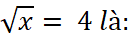 √x = 4 là: